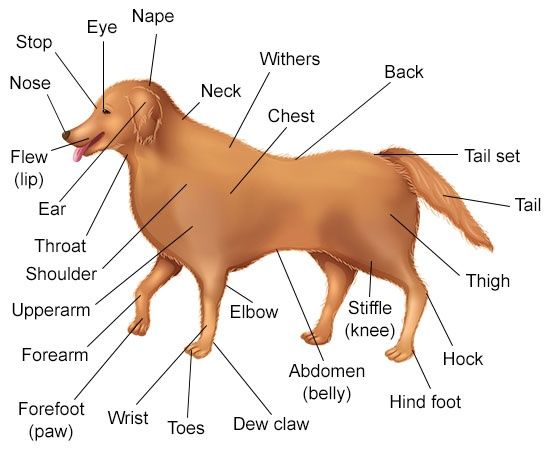 Nape
Eye
Stop
Withers
Back
Nose
Neck
Chest
Flew
(lip)
Tail set
Ear
Tail
Throat
Shoulder
Thigh
Upperarm
Elbow
Stiffle
(knee)
Forearm
Hock
Abdomen
(belly)
Forefoot
(paw)
Wrist
Toes
Dew claw
Hind foot